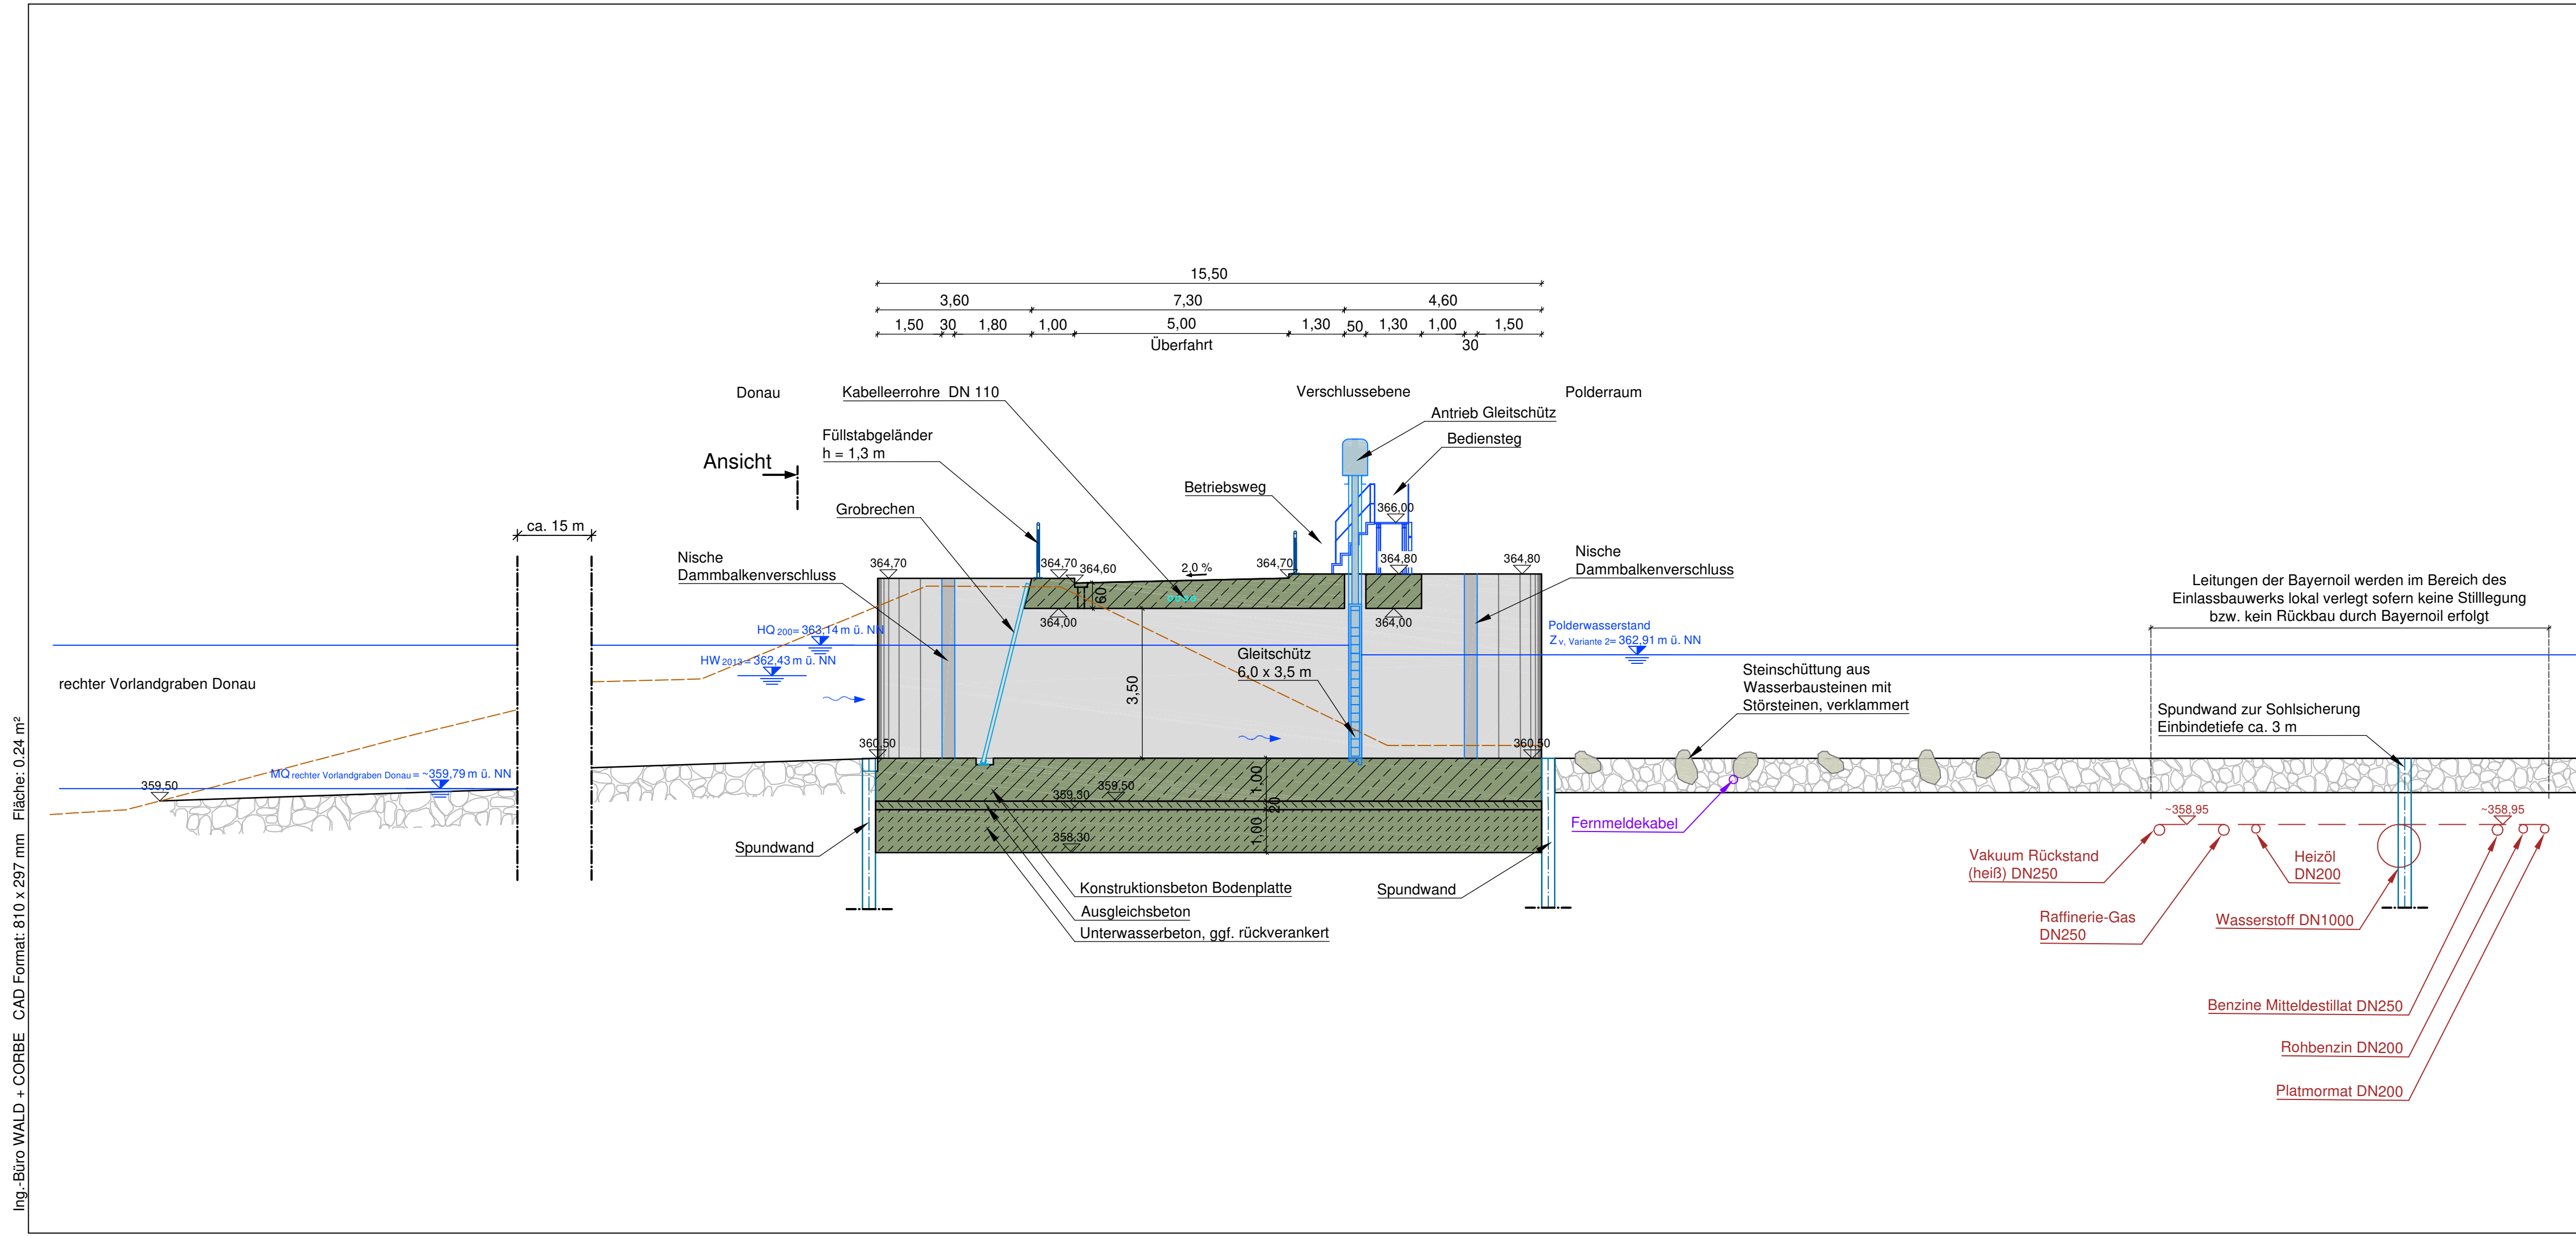 15,50
3,60
7,30
4,60
1,50
30
1,80
1,00
5,00
1,30
50
1,30
1,00
1,50
Überfahrt
30
Donau
Kabelleerrohre DN 110
Verschlussebene
Polderraum
Antrieb Gleitschütz
Füllstabgeländer
h = 1,3 m
Bediensteg
Ansicht
Betriebsweg
Grobrechen
366,00
ca. 15 m
Nische
Dammbalkenverschluss
364,70
364,70
364,60
2,0 %
364,70
364,80
364,80
Nische
Dammbalkenverschluss
60
364,00
364,00
Leitungen der Bayernoil werden im Bereich des
Einlassbauwerks lokal verlegt sofern keine Stilllegung
bzw. kein Rückbau durch Bayernoil erfolgt
HQ 200 = 363,14 m ü. NN
HW 2013 = 362,43 m ü. NN
Polderwasserstand
Z v, Variante 2 = 362,91 m ü. NN
rechter Vorlandgraben Donau
Gleitschütz
6,0 x 3,5 m
3,50
Steinschüttung aus
Wasserbausteinen mit
Störsteinen, verklammert
Spundwand zur Sohlsicherung
Einbindetiefe ca. 3 m
360,50
360,50
MQ rechter Vorlandgraben Donau = ~359,79 m ü. NN
359,50
1,00
359,50
359,30
20
1,00
358,30
Fernmeldekabel
~358,95
~358,95
Spundwand
Spundwand
Konstruktionsbeton Bodenplatte
Ausgleichsbeton
Unterwasserbeton, ggf. rückverankert
Vakuum Rückstand
(heiß) DN250
Heizöl
DN200
Raffinerie-Gas
DN250
Wasserstoff DN1000
Benzine Mitteldestillat DN250
Rohbenzin DN200
Platmormat DN200
Ing.-Büro WALD + CORBE CAD Format: 810 x 297 mm Fläche: 0.24 m²